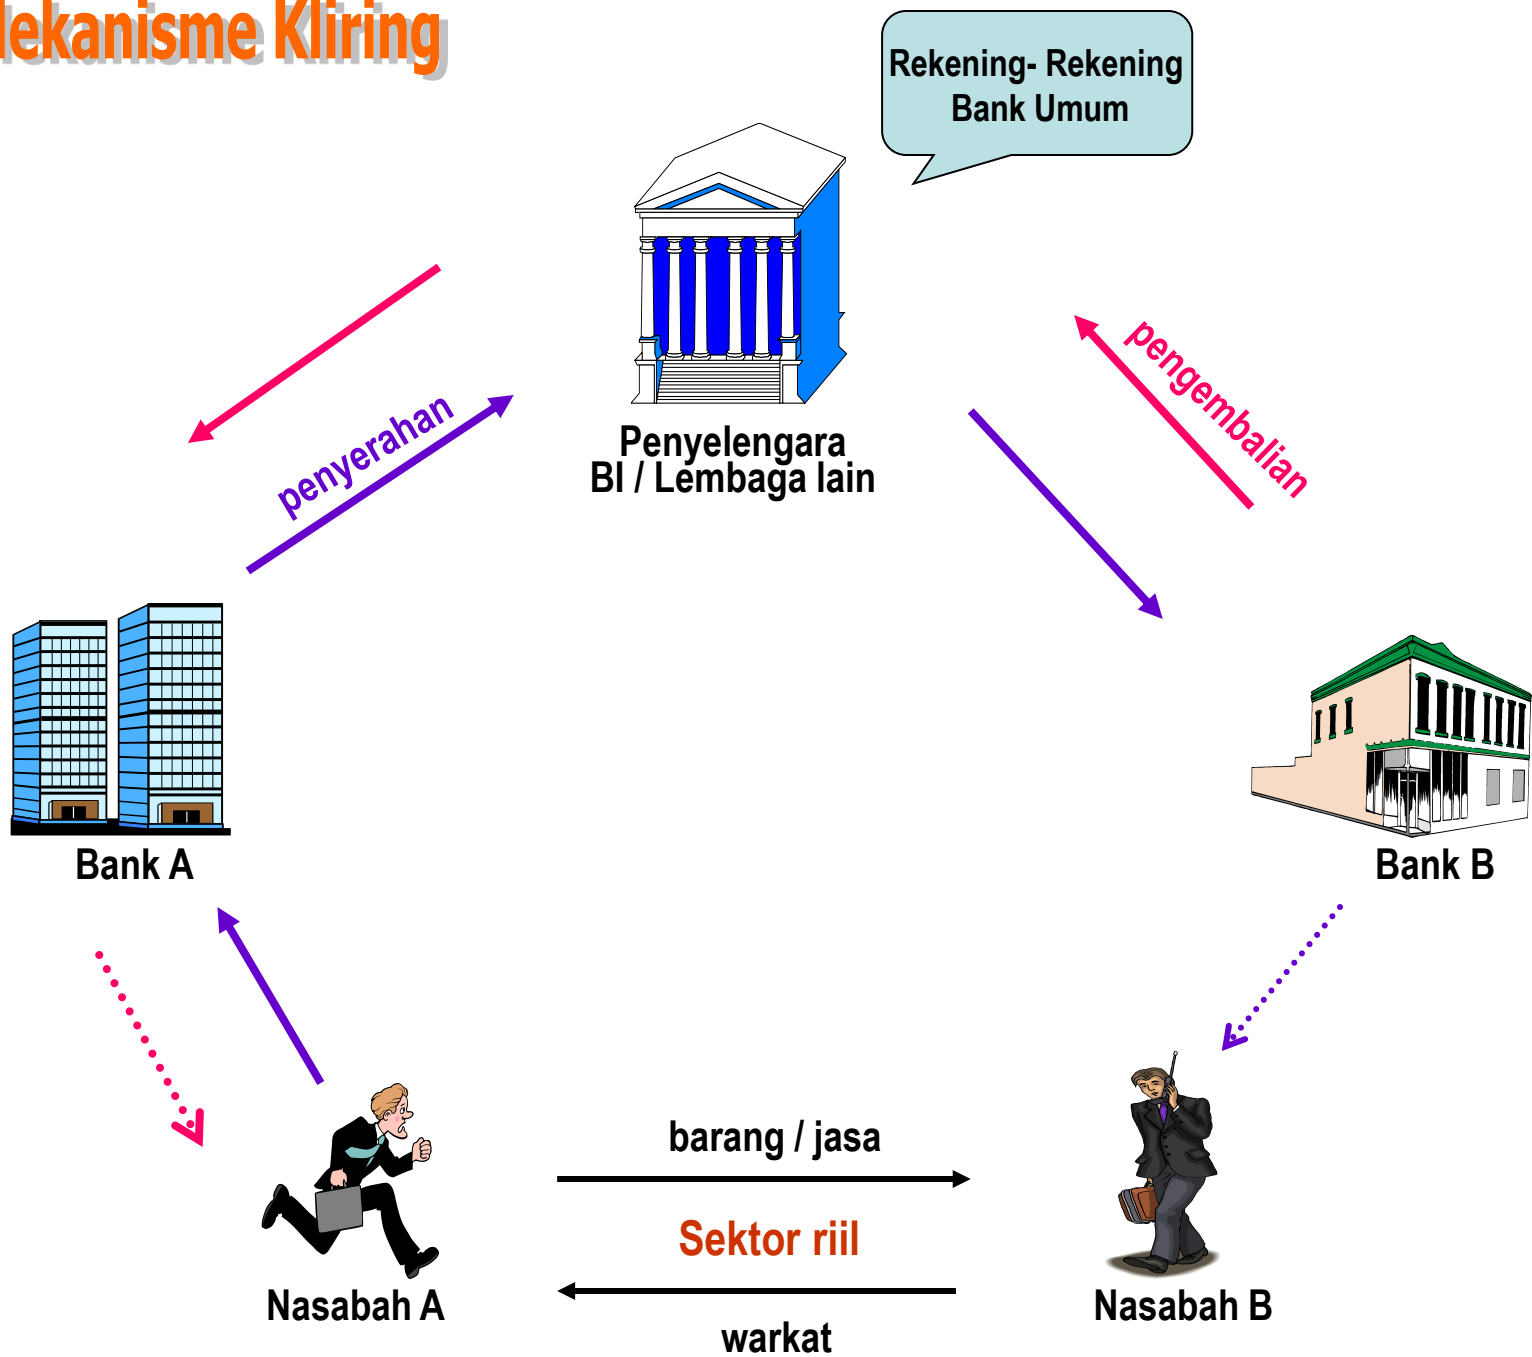 lekanisme Kliring
Rekening- Rekening
Bank Umum
penyerahan
pengembalian
Penyelengara
BI / Lembaga lain
Bank A
Bank B
barang / jasa
Sektor riil
Nasabah A
Nasabah B
warkat